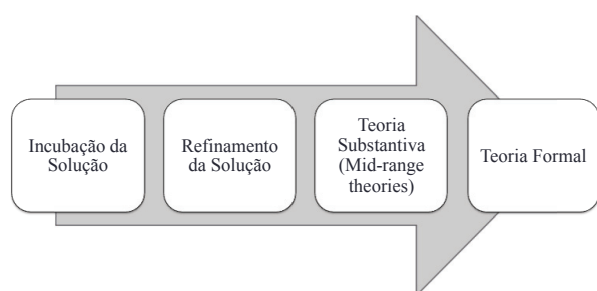 Incubação da
Solução
Refinamento
da Solução
Teoria
Substantiva
(Mid-range
theories)
Teoria Formal